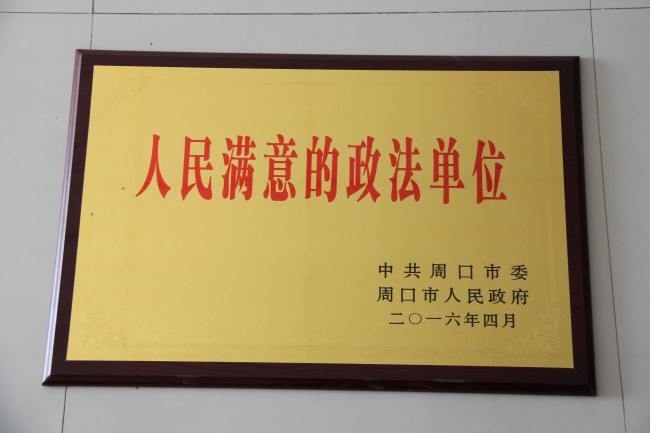 人民满意的政法单位
中共周口市委
周口市人民政府
二〇一六年四月